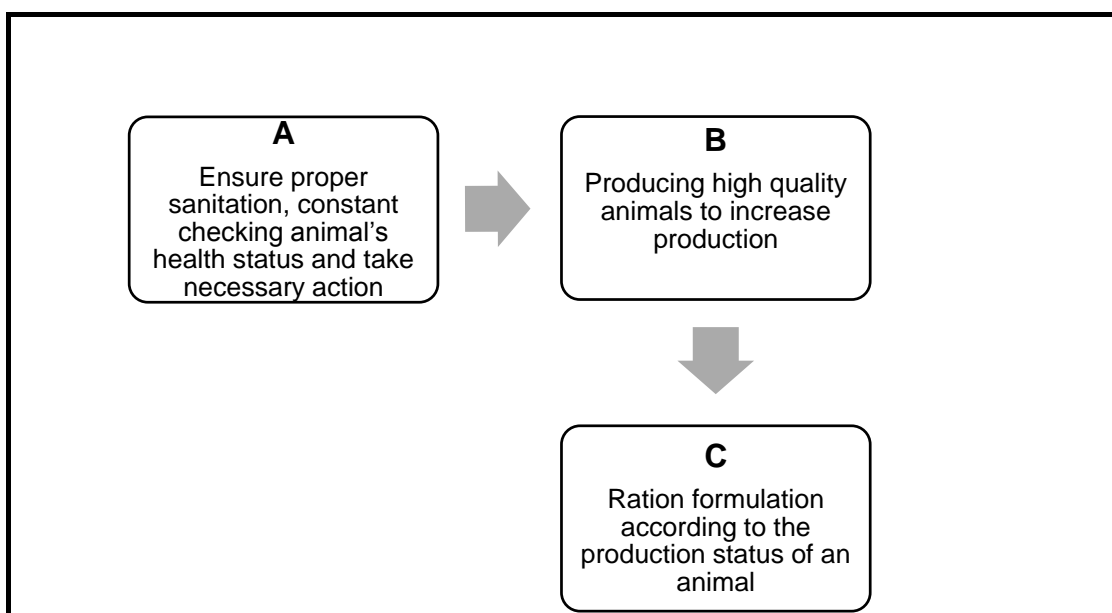 A
Ensure proper
sanitation, constant
checking animal’s
health status and take
necessary action
B
Producing high quality
animals to increase
production
C
Ration formulation
according to the
production status of an
animal